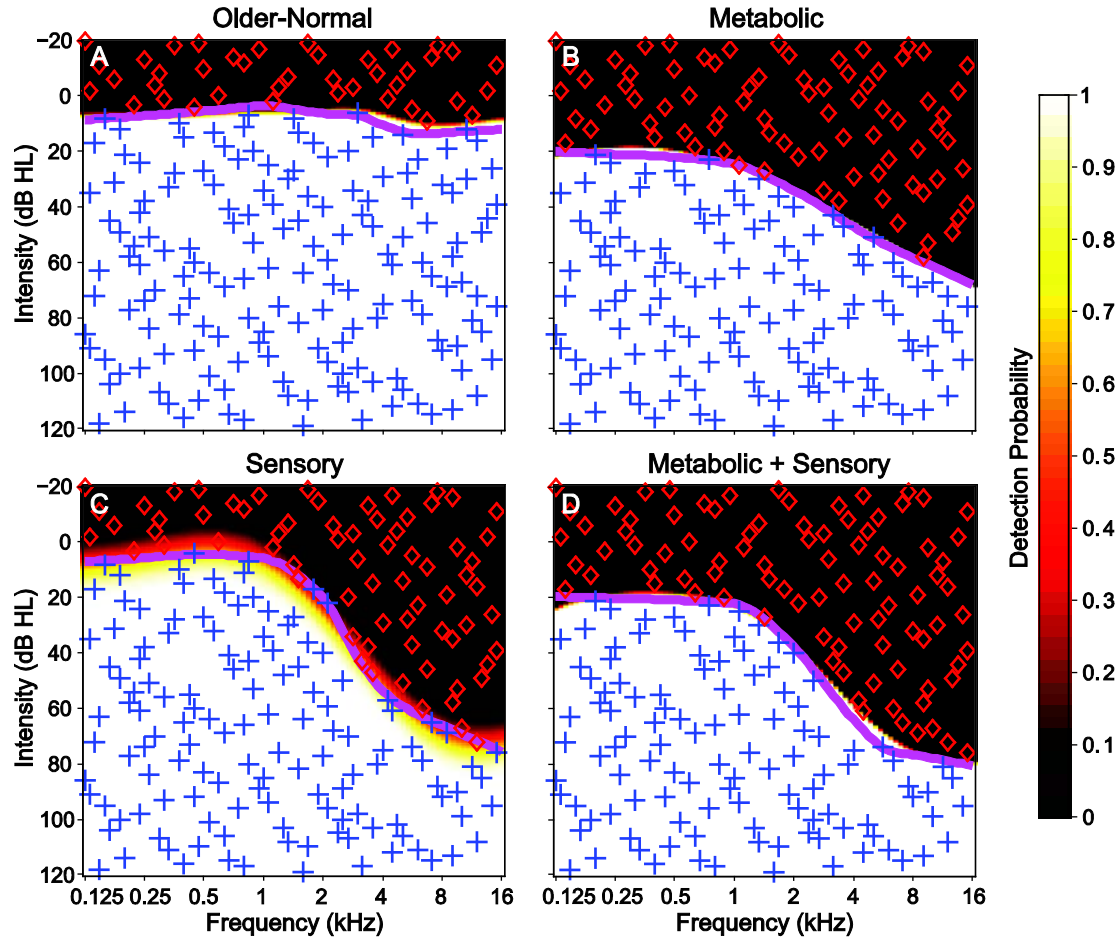 Older-Normal
Metabolic
A
B
−20
0
20
40
60
80
100
120
Intensity (dB HL)
Sensory
Metabolic + Sensory
C
D
−20
0
20
40
60
80
100
120
Intensity (dB HL)
0.125 0.25 0.5 1 2 4 8 16
0.125 0.25 0.5 1 2 4 8 16
Frequency (kHz)
Frequency (kHz)
1
0.9
0.8
0.7
0.6
0.5
0.4
0.3
0.2
0.1
0
Detection Probability